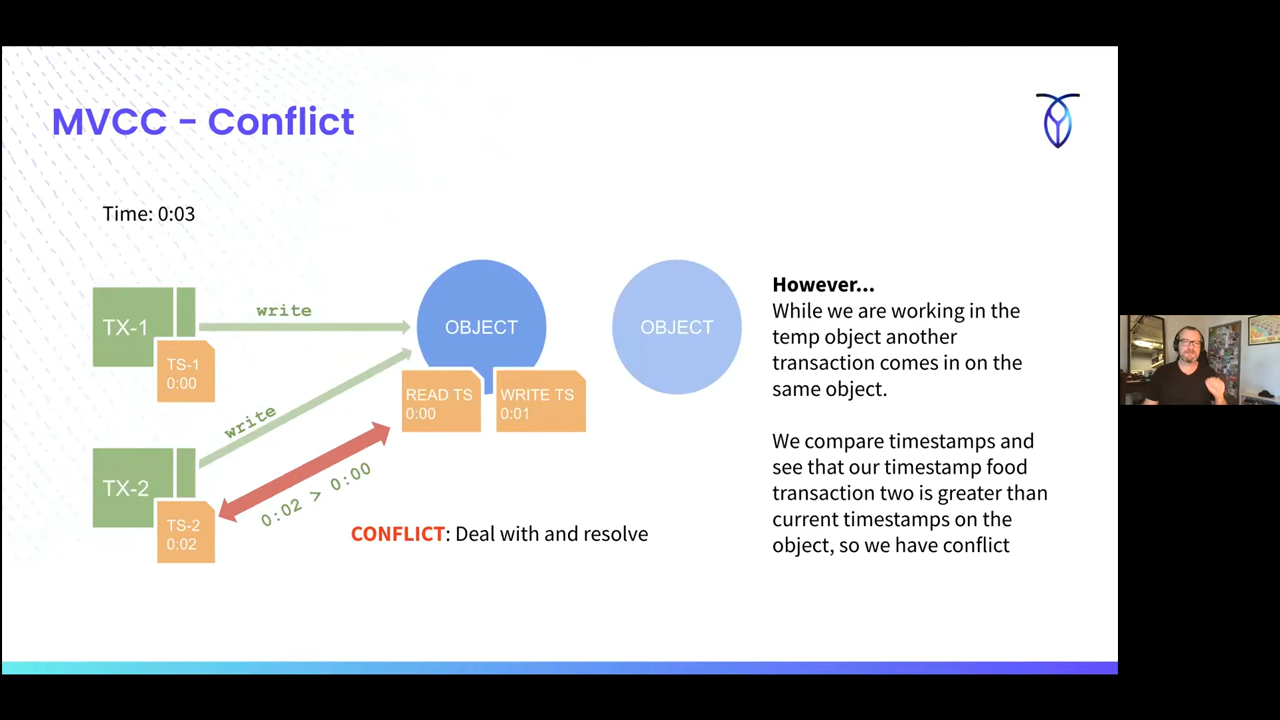 MVCC - Conflict
Time: 0:03
TX-1
TS-1
0:00
write
OBJECT
READ TS
0:00
WRITE TS
0:01
OBJECT
TX-2
TS-2
0:02
write
0:02 > 0:00
CONFLICT: Deal with and resolve
However...
While we are working in the
temp object another
transaction comes in on the
same object.
We compare timestamps and
see that our timestamp food
transaction two is greater than
current timestamps on the
object, so we have conflict